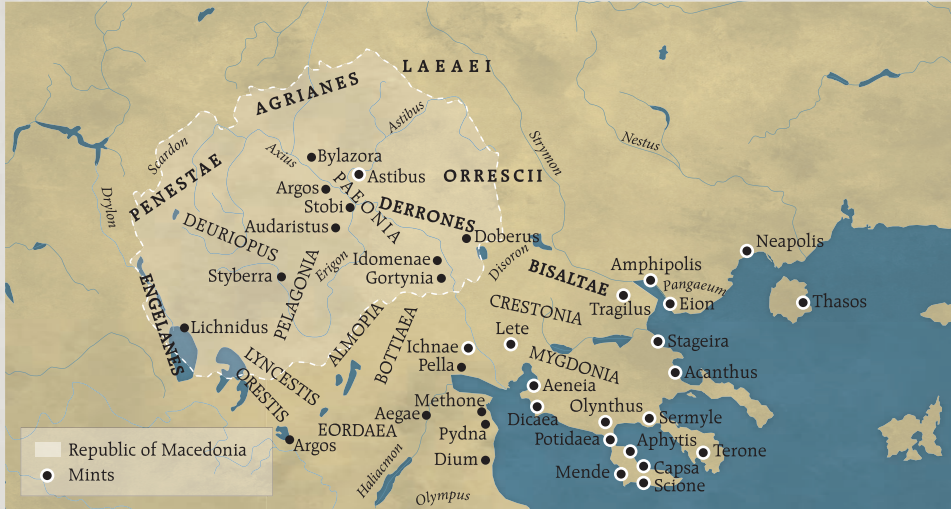 LAEAEI
AGRIANES
Astibus
Scardon
Axius
Bylazora
Strymon
Nestus
PENESTAE
Astibus
ORRESCII
Argos
PAEONIA
Drylon
Stobi
DERRONES
DEURIOPUS
Audaristus
Doberus
Neapolis
Erigon
Idomenae
Disoron
BISALTAE
Amphipolis
Styberra
PELAGONIA
Gortynia
Pangaeum
Tragilus
Eion
Thasos
ENGELANES
CRESTONIA
Lichnidus
ALMOPIA
BOTTIAEA
Lete
Stageira
Ichnae
MYGDONIA
LYNCESTIS
Pella
Acanthus
ORESTIS
Aeneia
Methone
Olynthus
Aegae
Dicaea
Sermyle
EORDAEA
Pydna
Potidaea
Aphytis
Argos
Terone
Republic of Macedonia
Dium
Haliacmon
Mende
Capsa
Mints
Scione
Olympus